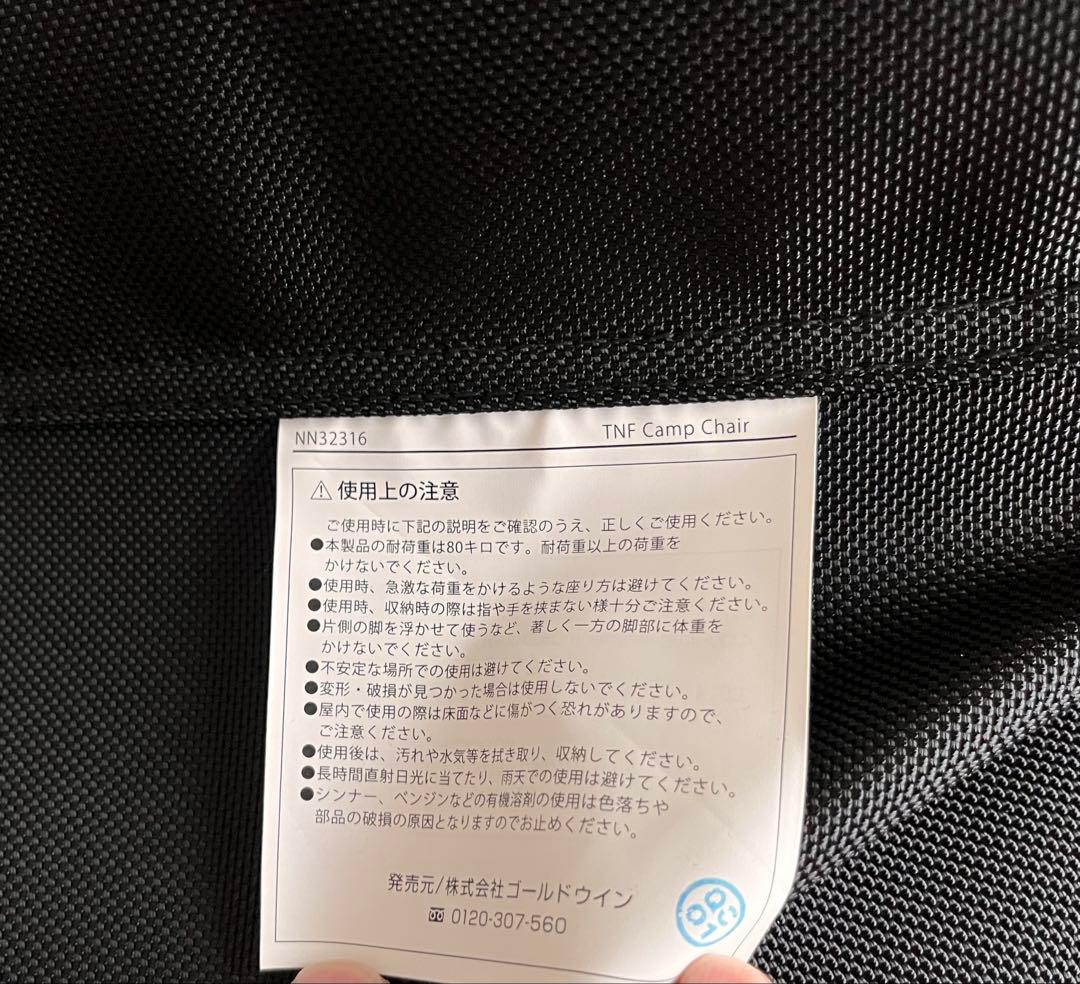 NN32316 TNF Camp Chair
⚠ 使用上の注意
ご使用時に下記の説明をご確認のうえ、正しくご使用ください。
●本製品の耐荷重は80キロです。耐荷重以上の荷重を
かけないでください。
●使用時、急激な荷重をかけるような座り方は避けてください。
●使用時、収納時の際は指や手を挟まない様十分ご注意ください。
●片側の脚を浮かせて使うなど、著しく一方の脚部に体重を
かけないでください。
●不安定な場所での使用は避けてください。
●変形・破損が見つかった場合は使用しないでください。
●屋内で使用の際は床面などに傷がつく恐れがありますので、
ご注意ください。
●使用後は、汚れや水気等を拭き取り、収納してください。
●長時間直射日光に当てたり、雨天での使用は避けてください。
●シンナー、ベンジンなどの有機溶剤の使用は色落ちや
部品の破損の原因となりますのでお止めください。
発売元/株式会社ゴールドウイン
0120-307-560